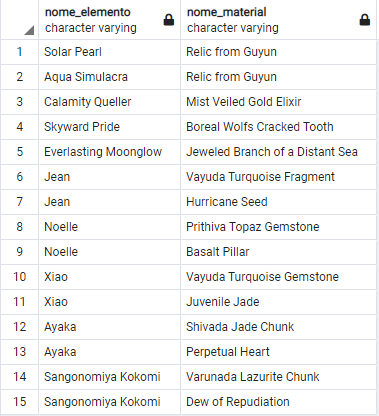 nome_elemento nome_material
character varying character varying
1 Solar Pearl Relic from Guyun
2 Aqua Simulacra Relic from Guyun
3 Calamity Queller Mist Veiled Gold Elixir
4 Skyward Pride Boreal Wolfs Cracked Tooth
5 Everlasting Moonglow Jeweled Branch of a Distant Sea
6 Jean Vayuda Turquoise Fragment
7 Jean Hurricane Seed
8 Noelle Prithiva Topaz Gemstone
9 Noelle Basalt Pillar
10 Xiao Vayuda Turquoise Gemstone
11 Xiao Juvenile Jade
12 Ayaka Shivada Jade Chunk
13 Ayaka Perpetual Heart
14 Sangonomiya Kokomi Varunada Lazurite Chunk
15 Sangonomiya Kokomi Dew of Repudiation